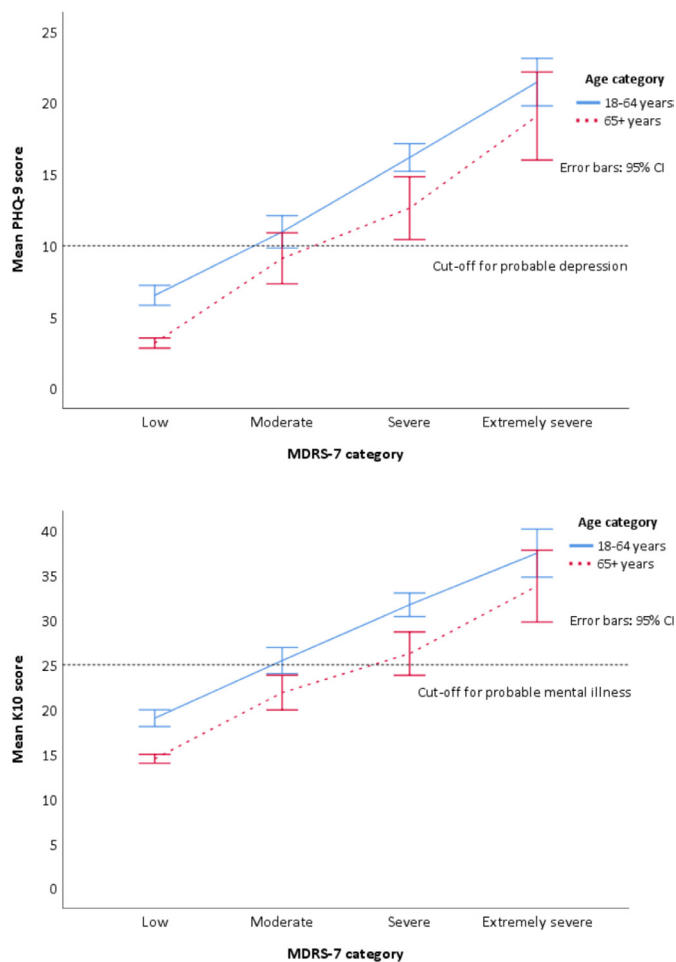 25
20
15
10
5
0
Mean PHQ-9 score
Age category
18-64 years
65+ years
Error bars: 95% CI
Cut-off for probable depression
Low Moderate Severe Extremely severe
MDRS-7 category
40
35
30
25
20
15
10
5
0
Mean K10 score
Age category
18-64 years
65+ years
Error bars: 95% CI
Cut-off for probable mental illness
Low Moderate Severe Extremely severe
MDRS-7 category